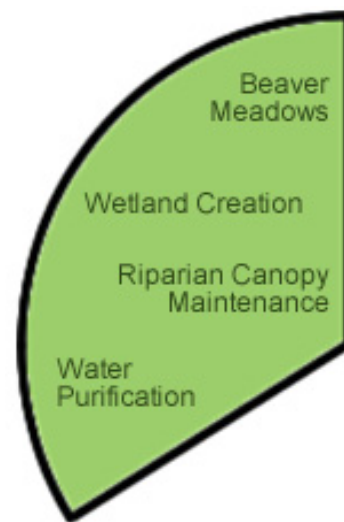 Beaver
Meadows
Wetland Creation
Riparian Canopy
Maintenance
Water
Purification